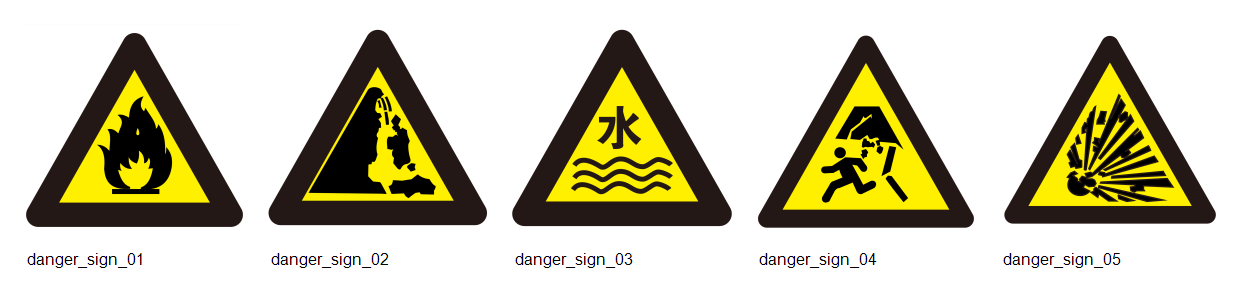 水
danger_sign_01
danger_sign_02
danger_sign_03
danger_sign_04
danger_sign_05